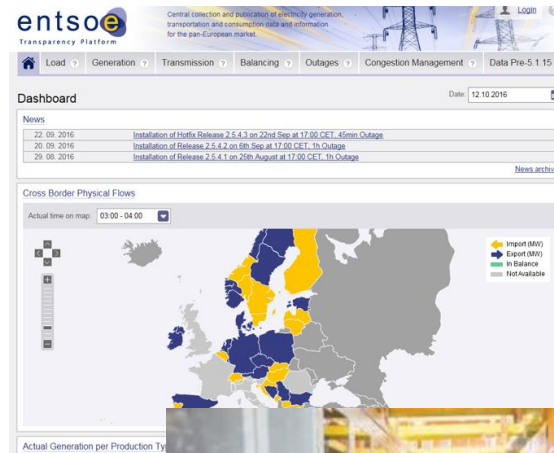 entsoe
Transparency Platform
Central collection and publication of electricity generation,
transportation and consumption data and information
for the pan-European market.
Login
Load ? Generation ? Transmission ? Balancing ? Outages ? Congestion Management ? Data Pre-5.1.15
Dashboard
Date: 12.10.2016
News
22. 09. 2016 Installation of Hotfix Release 2.5.4.3 on 22nd Sep at 17:00 CET, 45min Outage
20. 09. 2016 Installation of Release 2.5.4.2 on 6th Sep at 17:00 CET, 1h Outage
29. 08. 2016 Installation of Release 2.5.4.1 on 25th August at 17:00 CET, 1h Outage
News archiv
Cross Border Physical Flows
Actual time on map: 03:00 - 04:00
Import (MW)
Export (MW)
In Balance
Not Available
Actual Generation per Production Ty